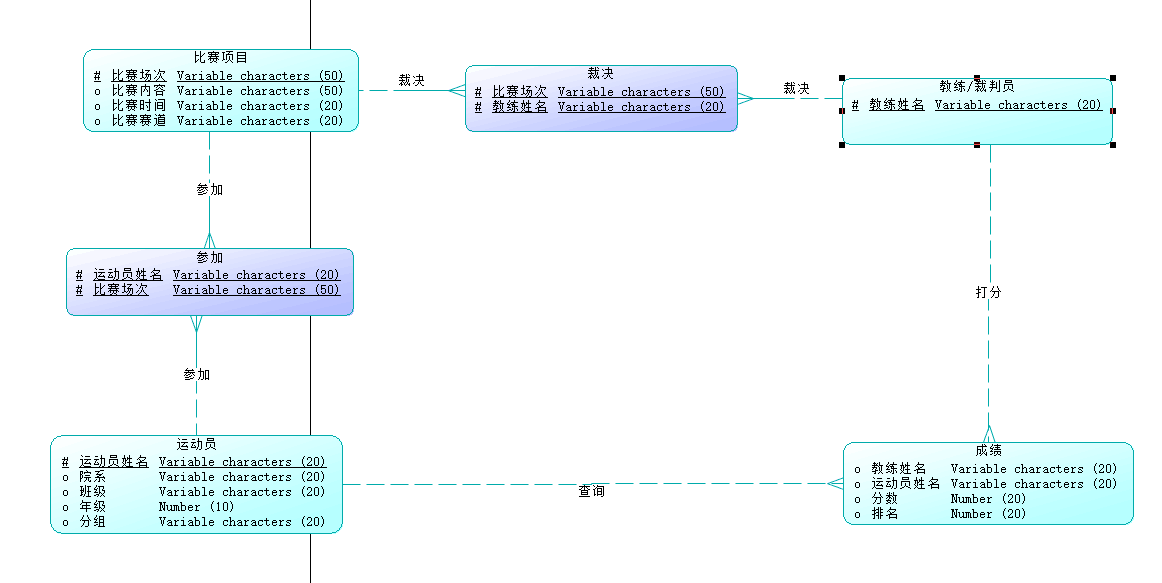 比赛项目
# 比赛场次 Variable characters (50)
o 比赛内容 Variable characters (50)
o 比赛时间 Variable characters (20)
o 比赛赛道 Variable characters (20)
裁决
裁决
# 比赛场次 Variable characters (50)
# 教练姓名 Variable characters (20)
裁决
教练/裁判员
# 教练姓名 Variable characters (20)
参加
参加
# 运动员姓名 Variable characters (20)
# 比赛场次 Variable characters (50)
打分
参加
运动员
# 运动员姓名 Variable characters (20)
o 院系 Variable characters (20)
o 班级 Variable characters (20)
o 年级 Number (10)
o 分组 Variable characters (20)
查询
成绩
o 教练姓名 Variable characters (20)
o 运动员姓名 Variable characters (20)
o 分数 Number (20)
o 排名 Number (20)